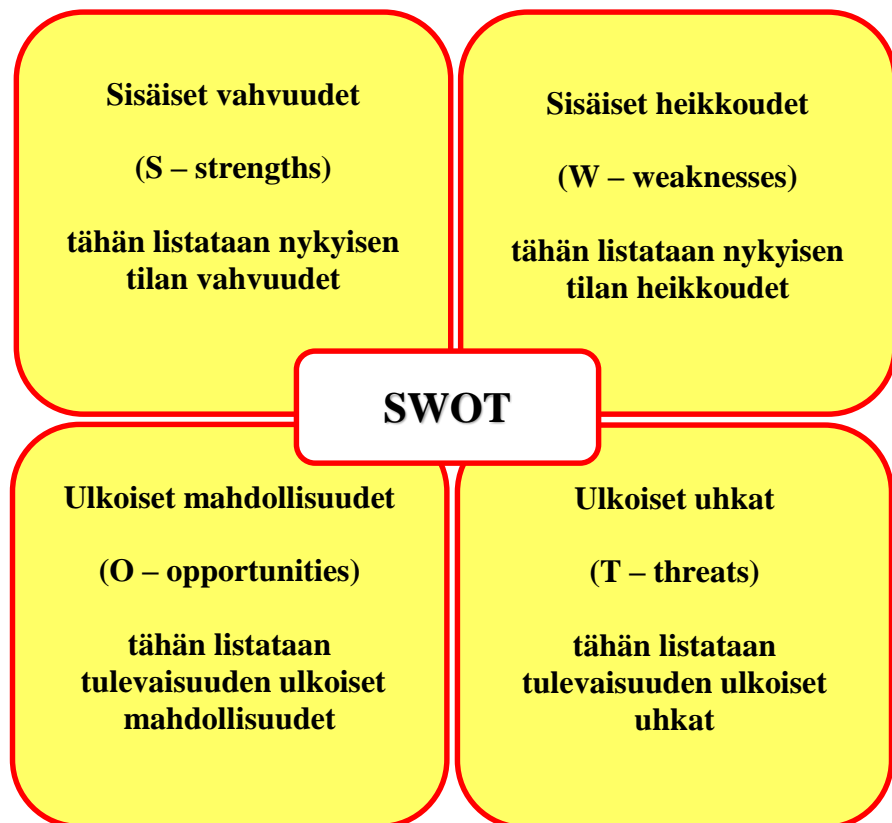 Sisäiset vahvuudet
(S – strengths)
tähän listataan nykyisen
tilan vahvuudet
Sisäiset heikkoudet
(W – weaknesses)
tähän listataan nykyisen
tilan heikkoudet
SWOT
Ulkoiset mahdollisuudet
(O – opportunities)
tähän listataan
tulevaisuuden ulkoiset
mahdollisuudet
Ulkoiset uhkat
(T – threats)
tähän listataan
tulevaisuuden ulkoiset
uhkat